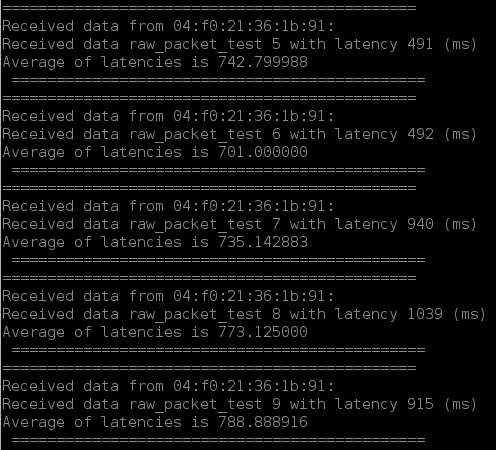 ==============================================
Received data from 04:f0:21:36:1b:91:
Received data raw_packet_test 5 with latency 491 (ms)
Average of latencies is 742.799988
 ==============================================
==============================================
Received data from 04:f0:21:36:1b:91:
Received data raw_packet_test 6 with latency 492 (ms)
Average of latencies is 701.000000
 ==============================================
==============================================
Received data from 04:f0:21:36:1b:91:
Received data raw_packet_test 7 with latency 940 (ms)
Average of latencies is 735.142883
 ==============================================
==============================================
Received data from 04:f0:21:36:1b:91:
Received data raw_packet_test 8 with latency 1039 (ms)
Average of latencies is 773.125000
 ==============================================
==============================================
Received data from 04:f0:21:36:1b:91:
Received data raw_packet_test 9 with latency 915 (ms)
Average of latencies is 788.888916
 ==============================================